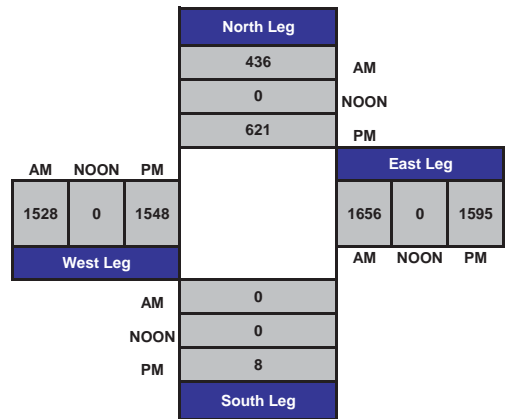 North Leg
436 AM
0 NOON
621 PM
AM NOON PM East Leg
1528 0 1548 1656 0 1595
West Leg AM NOON PM
AM 0
NOON 0
PM 8
South Leg